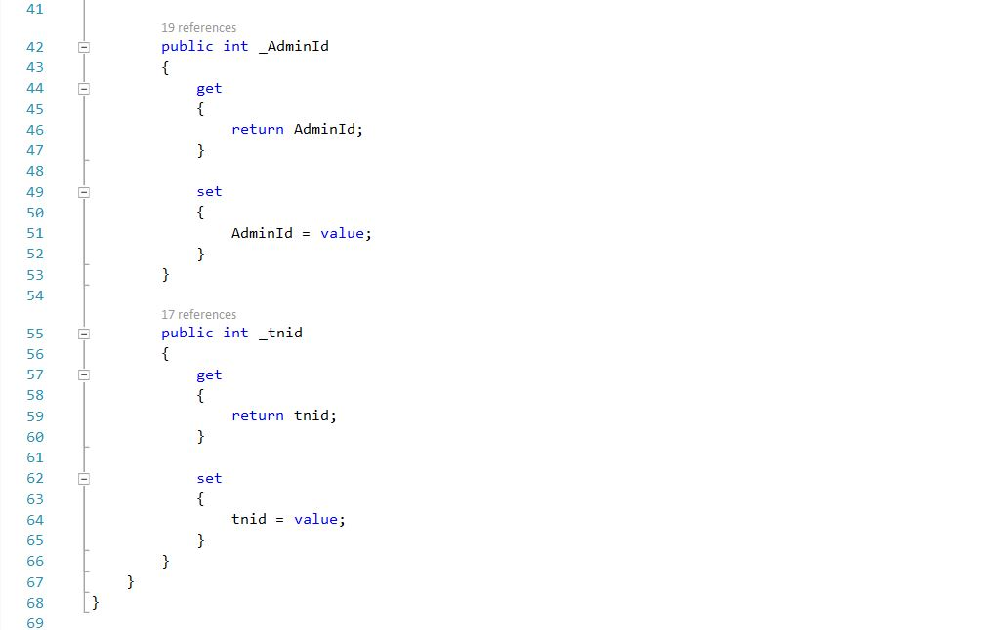 41
19 references
42 public int _AdminId
43 {
44 get
45 {
46 return AdminId;
47 }
48
49 set
50 {
51 AdminId = value;
52 }
53 }
54
17 references
55 public int _tnid
56 {
57 get
58 {
59 return tnid;
60 }
61
62 set
63 {
64 tnid = value;
65 }
66 }
67 }
68 }
69